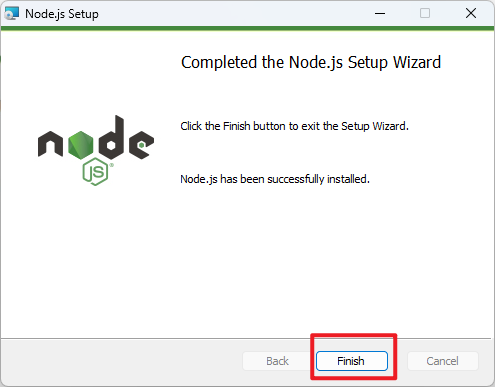 Node.js Setup
Completed the Node.js Setup Wizard
Click the Finish button to exit the Setup Wizard.
node
JS
®
Node.js has been successfully installed.
Back
Finish
Cancel